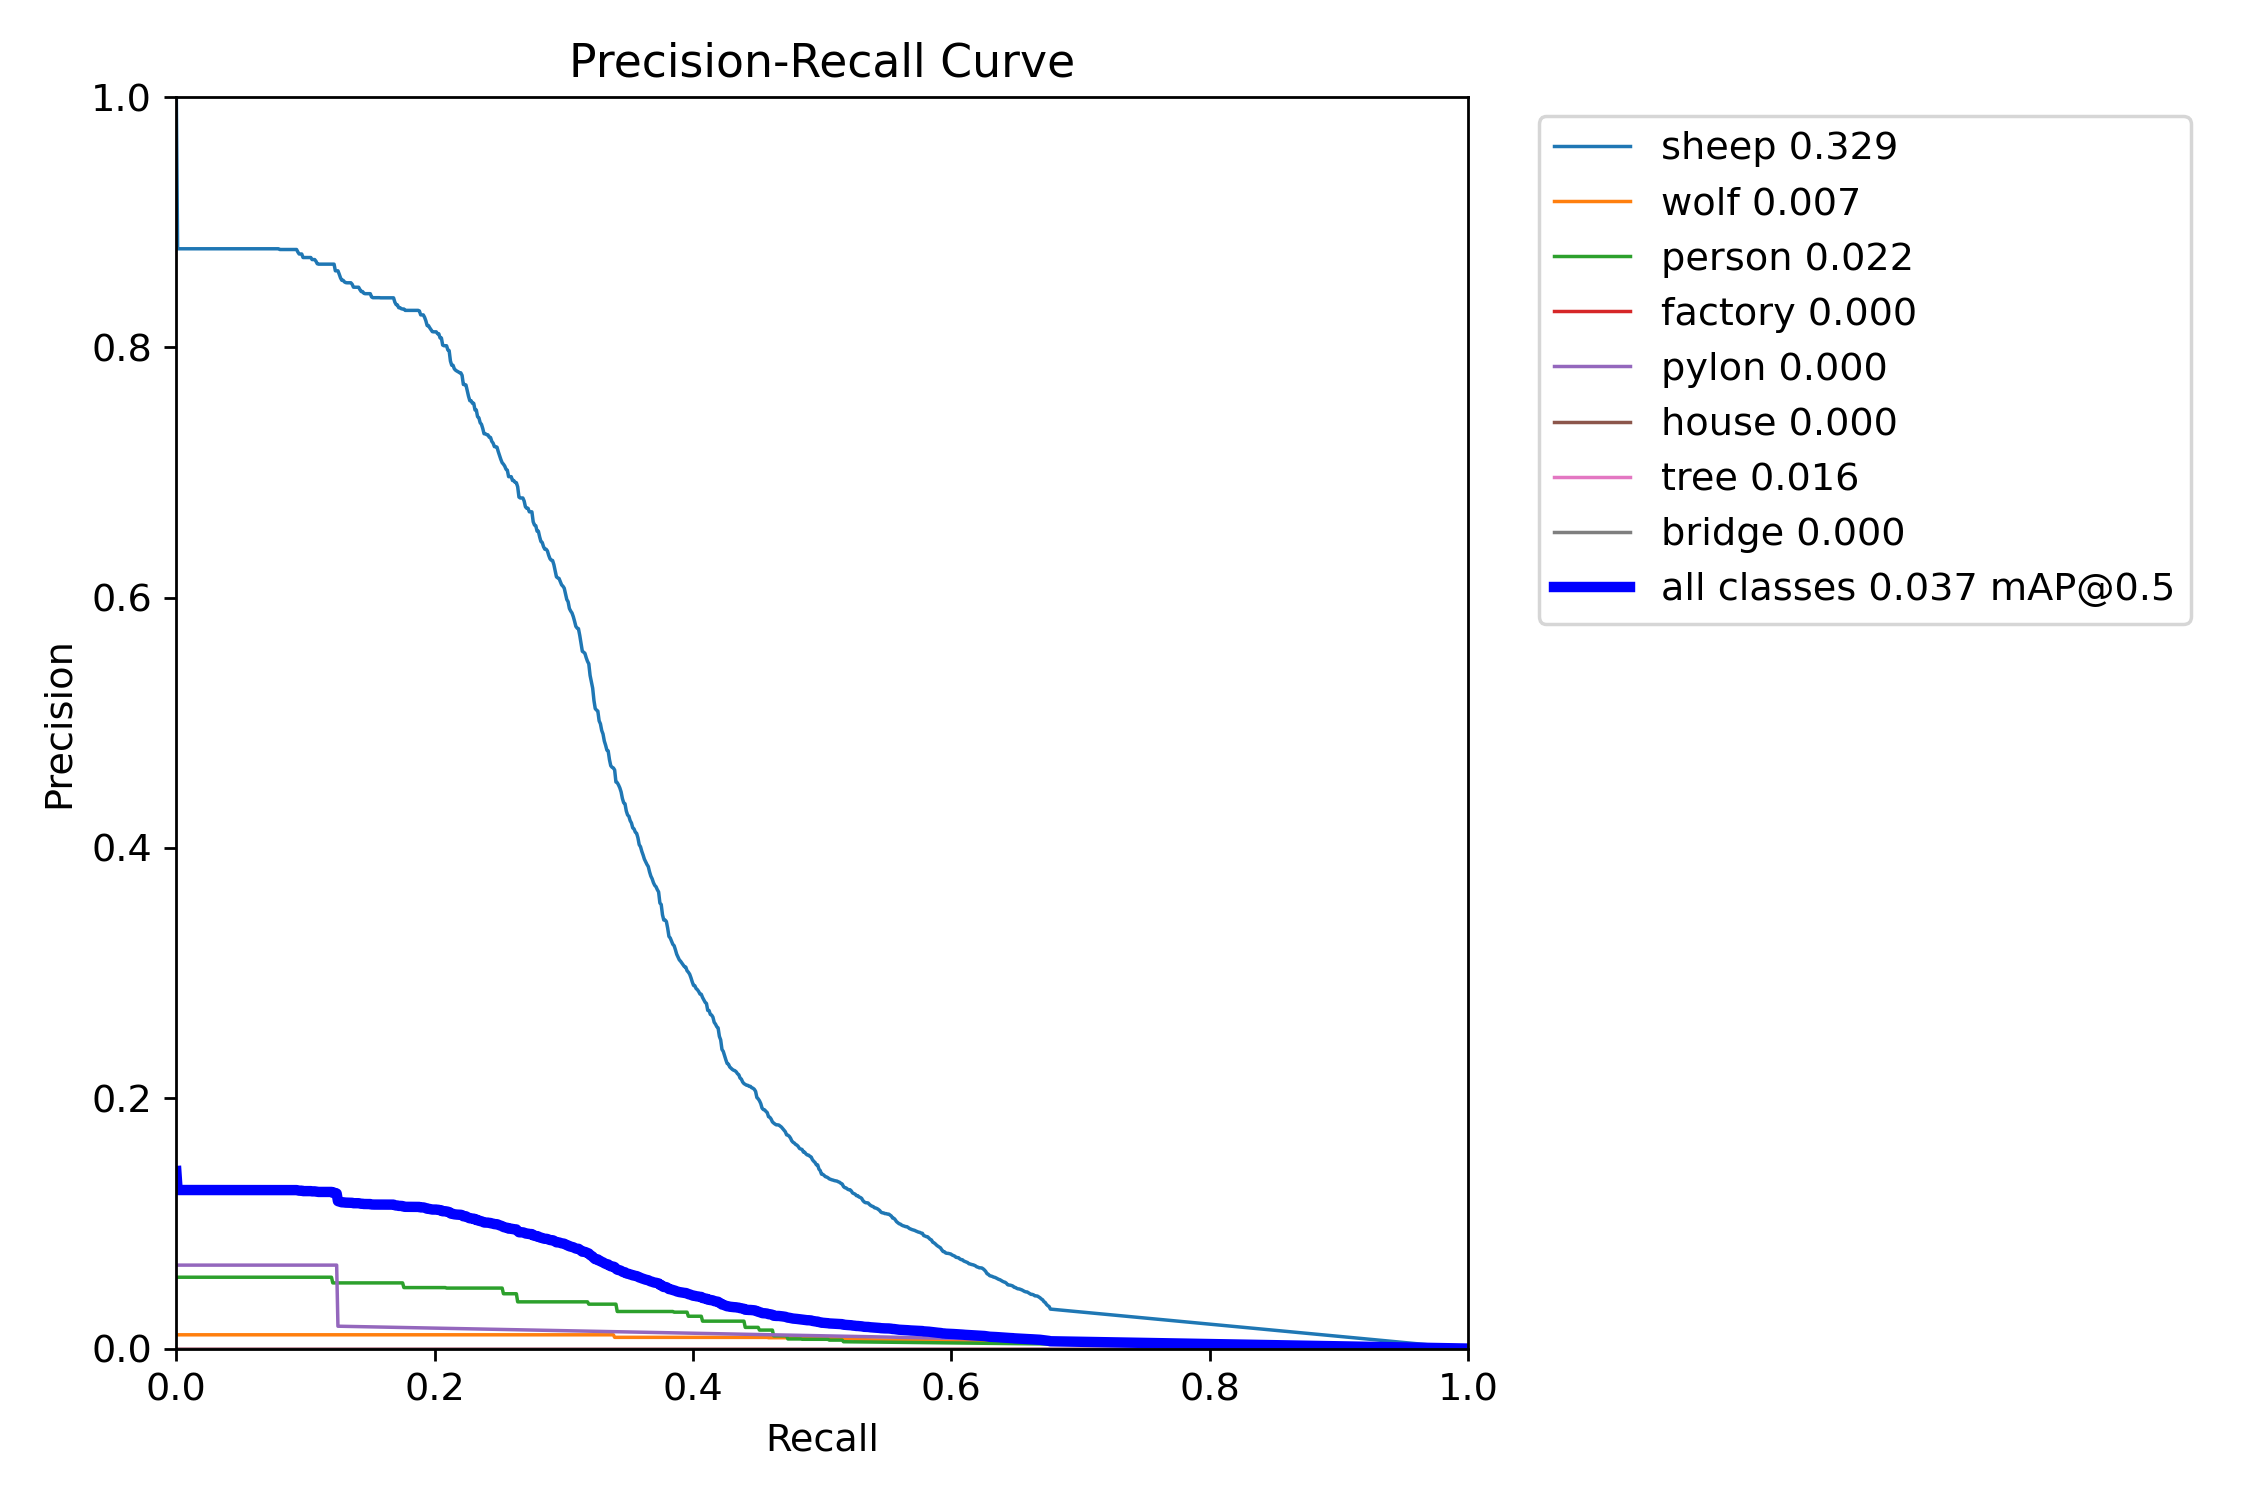 Precision-Recall Curve
1.0
0.8
0.6
0.4
0.2
0.0
Precision
0.0 0.2 0.4 0.6 0.8 1.0
Recall
sheep 0.329
wolf 0.007
person 0.022
factory 0.000
pylon 0.000
house 0.000
tree 0.016
bridge 0.000
all classes 0.037 mAP@0.5